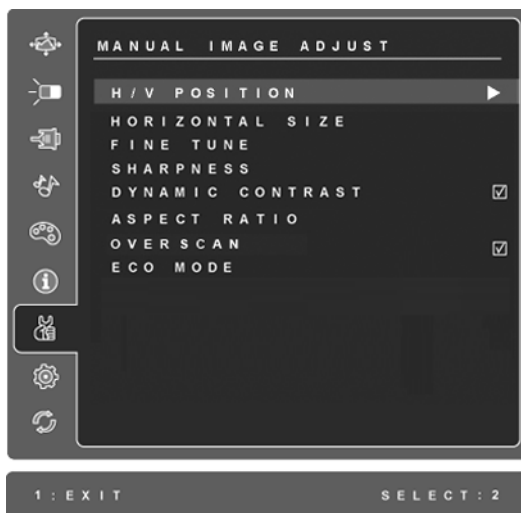 MANUAL IMAGE ADJUST
H/V POSITION
HORIZONTAL SIZE
FINE TUNE
SHARPNESS
DYNAMIC CONTRAST
ASPECT RATIO
OVERSCAN
ECO MODE
1:EXIT SELECT:2